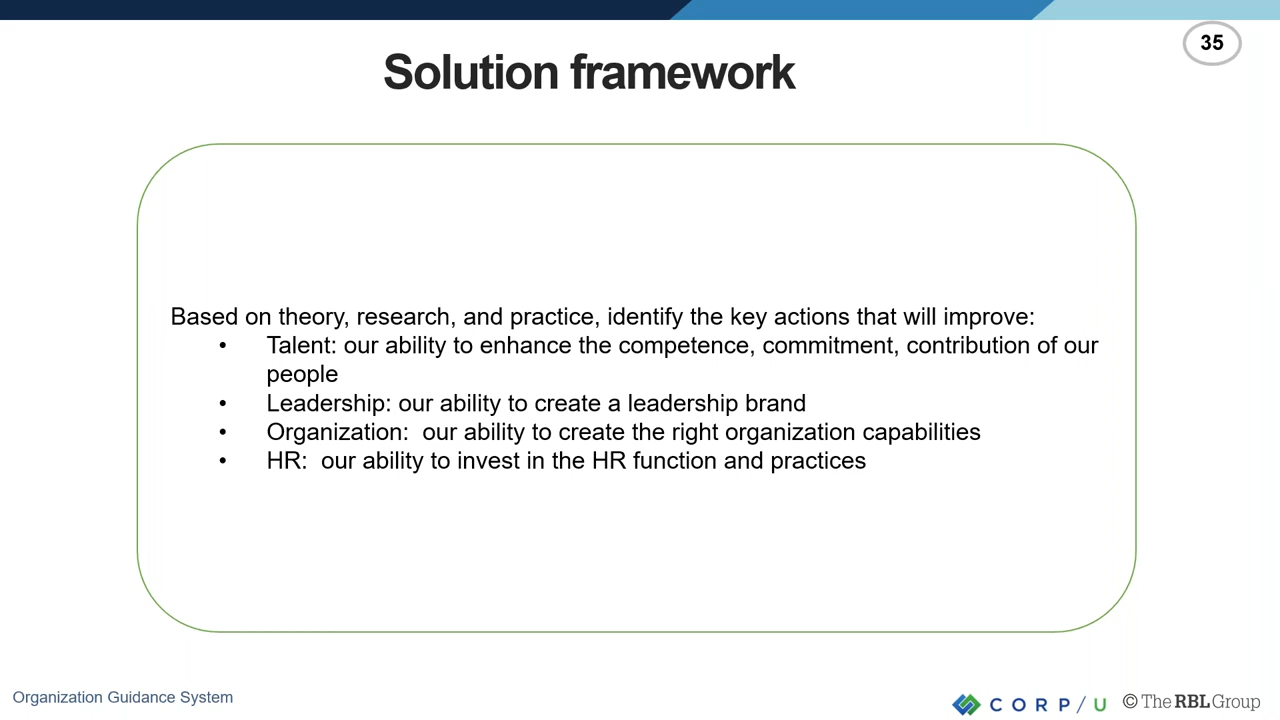 35
Solution framework
Based on theory, research, and practice, identify the key actions that will improve:
• Talent: our ability to enhance the competence, commitment, contribution of our
people
• Leadership: our ability to create a leadership brand
• Organization:  our ability to create the right organization capabilities
• HR:  our ability to invest in the HR function and practices
Organization Guidance System
CORP/U
© The RBL Group